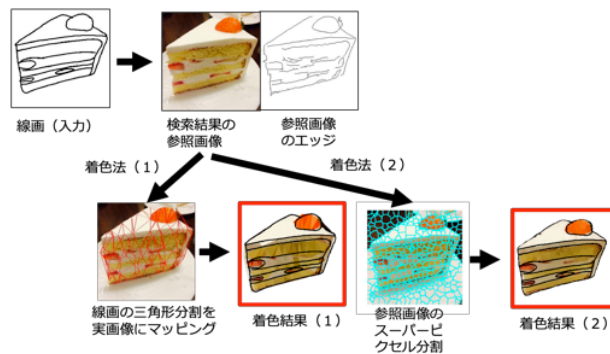 線画（入力）
検索結果の
参照画像
参照画像
のエッジ
着色法（１）
着色法（２）
線画の三角形分割を
実画像にマッピング
着色結果（１）
参照画像の
スーパーピ
クセル分割
着色結果（２）